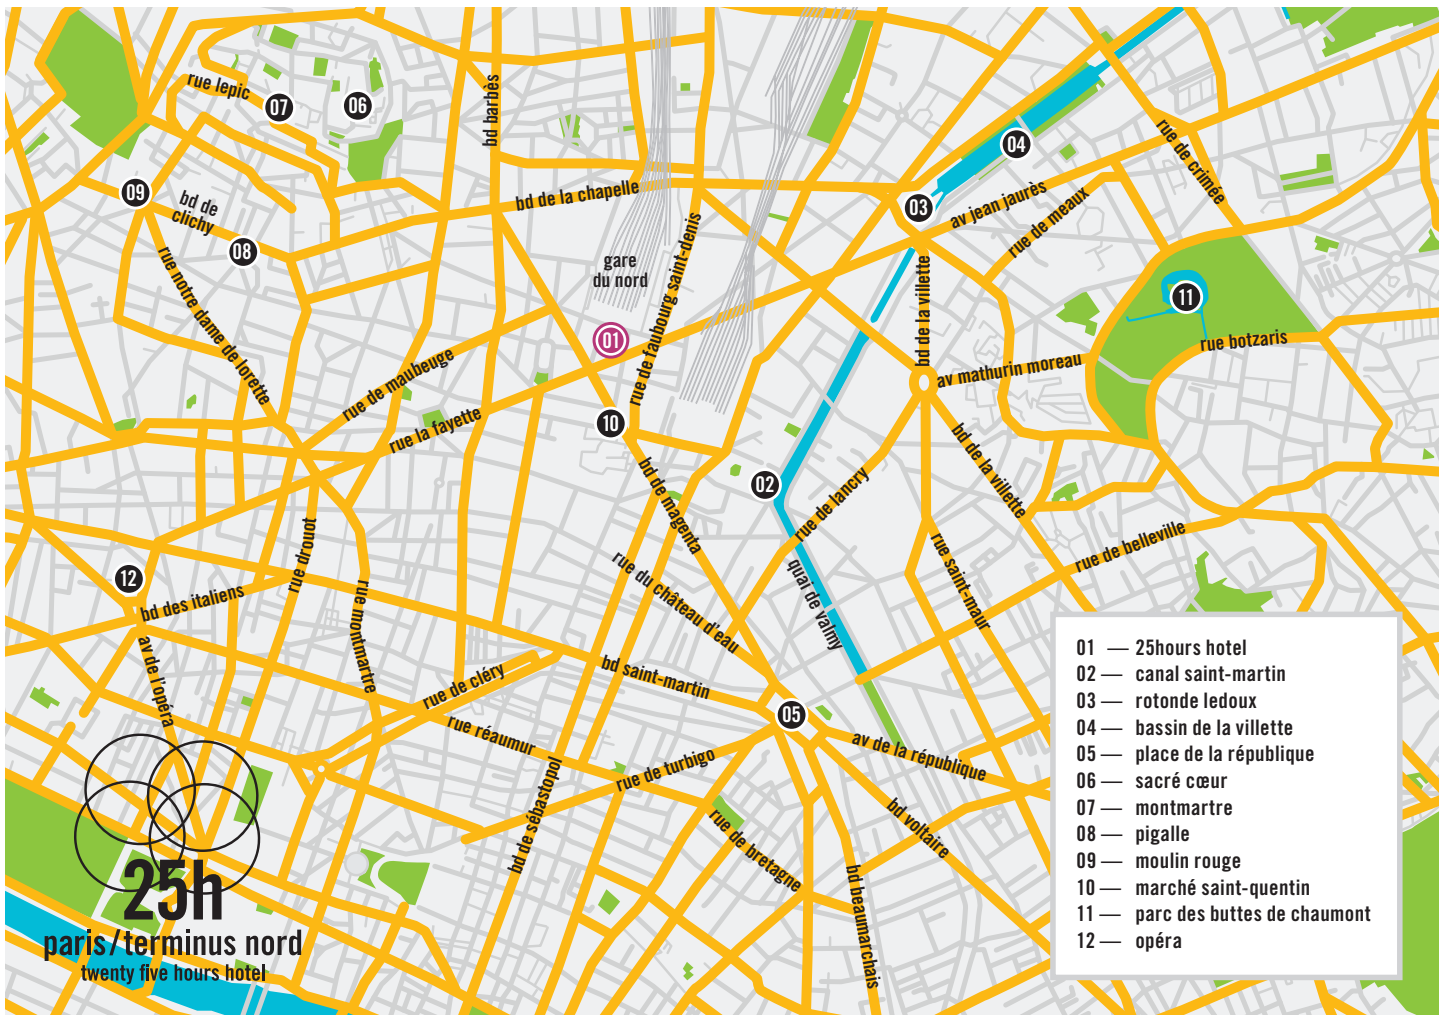 rue lepic
07
06
bd barbès
04
rue de crimée
09
bd de
clichy
bd de la chapelle
03
av jean jaurès
rue de meaux
08
gare
du nord
rue de faubourg saint-denis
rue notre dame de lorette
bd de la villette
11
rue botzaris
01
rue de maubeuge
av mathurin moreau
rue la fayette
10
bd de magenta
02
rue de lancry
bd de la villette
rue drouot
rue de belleville
12
bd des italiens
rue montmartre
rue du château d'eau
quai de valmy
rue saint-maur
av de l'opéra
rue de cléry
bd saint-martin
rue réaumur
05
av de la république
rue de turbigo
bd de sébastopol
rue de bretagne
bd voltaire
bd beaumarchais
25h
paris/terminus nord
twenty five hours hotel
01 — 25hours hotel
02 — canal saint-martin
03 — rotonde ledoux
04 — bassin de la villette
05 — place de la république
06 — sacré cœur
07 — montmartre
08 — pigalle
09 — moulin rouge
10 — marché saint-quentin
11 — parc des buttes de chaumont
12 — opéra